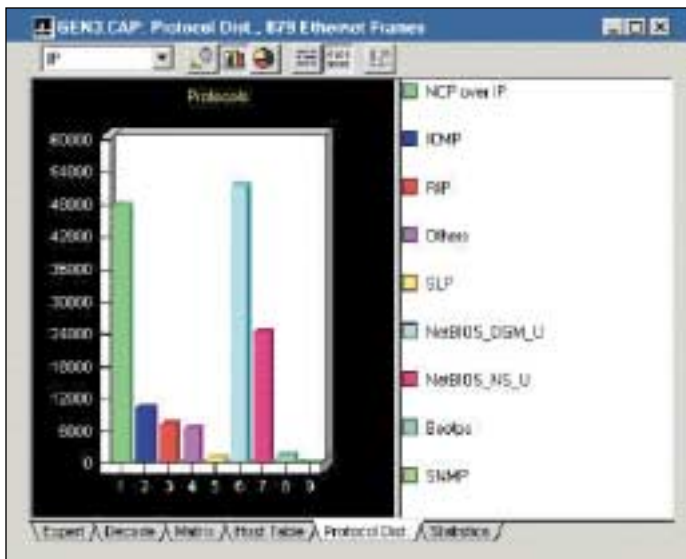 GEN3.CAP: Protocol Dist., 879 Ethernet Frames
IP
Protocols
60000
54000
48000
42000
36000
30000
24000
18000
12000
6000
0
1 2 3 4 5 6 7 8 9
NCP over IP
ICMP
RIP
Others
SLP
NetBIOS_DGM_U
NetBIOS_NS_U
Bootps
SNMP
Expert Decode Matrix Host Table Protocol Dist. Statistics